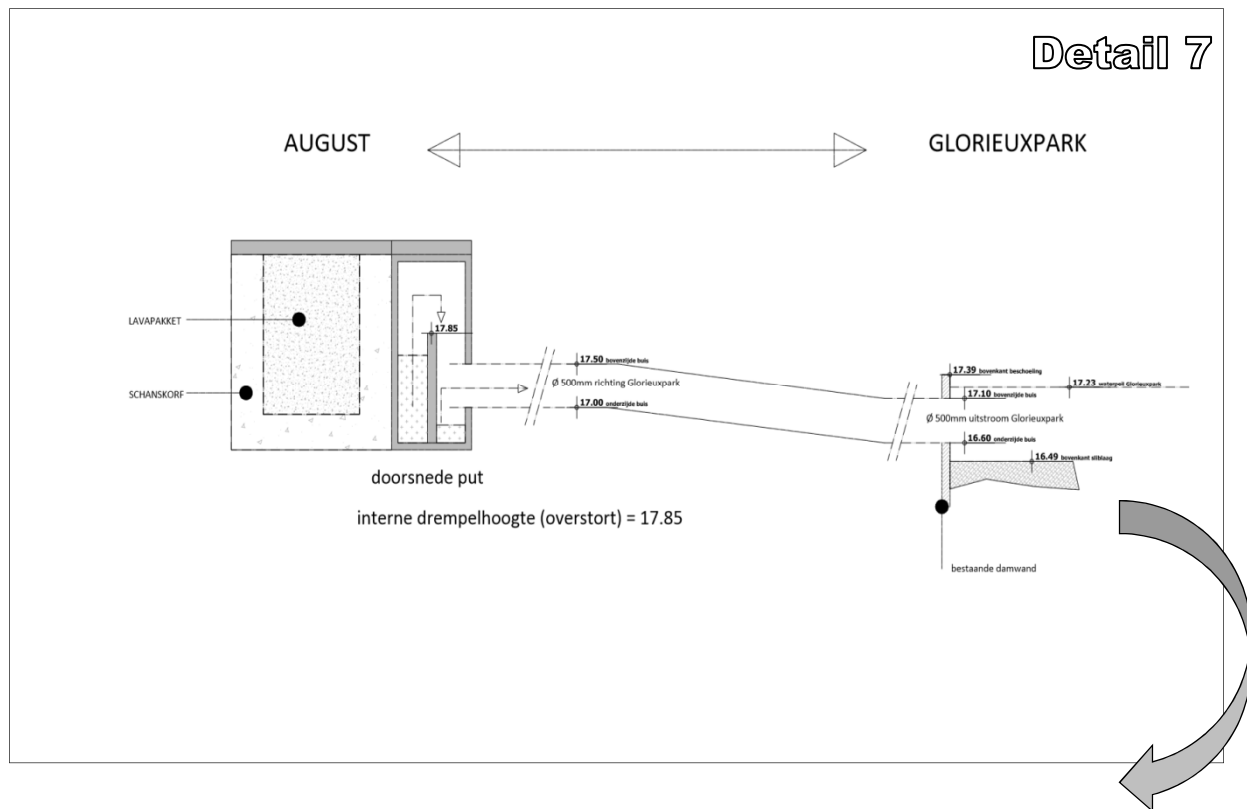 Detail 7
AUGUST
GLORIEUXPARK
LAVAPAKKET
SCHANSKORF
17.85
17.50 bovenzijde buis
Ø 500mm richting Glorieuxpark
17.00 onderzijde buis
17.39 bovenkant beschoeiing
17.23 waterpeil Glorieuxpark
17.10 bovenzijde buis
Ø 500mm uitstroom Glorieuxpark
16.60 onderzijde buis
16.49 bovenkant sliblaag
doorsnede put
interne drempelhoogte (overstort) = 17.85
bestaande damwand